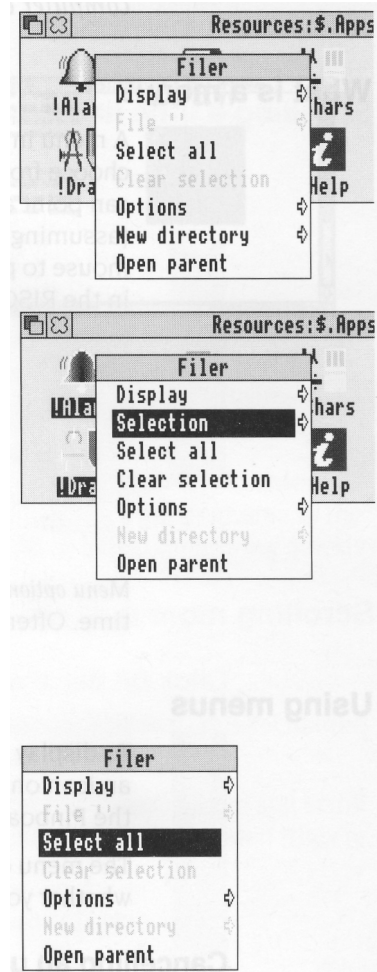 Resources:$.Apps
Filer
Display
!Alar
hars
File ''
Select all
Clear selection
!Dra
Help
Options
New directory
Open parent
Resources:$.Apps
Filer
Display
!Alar
hars
Selection
Select all
Clear selection
!Dra
Help
Options
New directory
Open parent
Menu option
time. Often
Using menus
Filer
Display
File ''
Select all
Clear selection
Options
New directory
Open parent